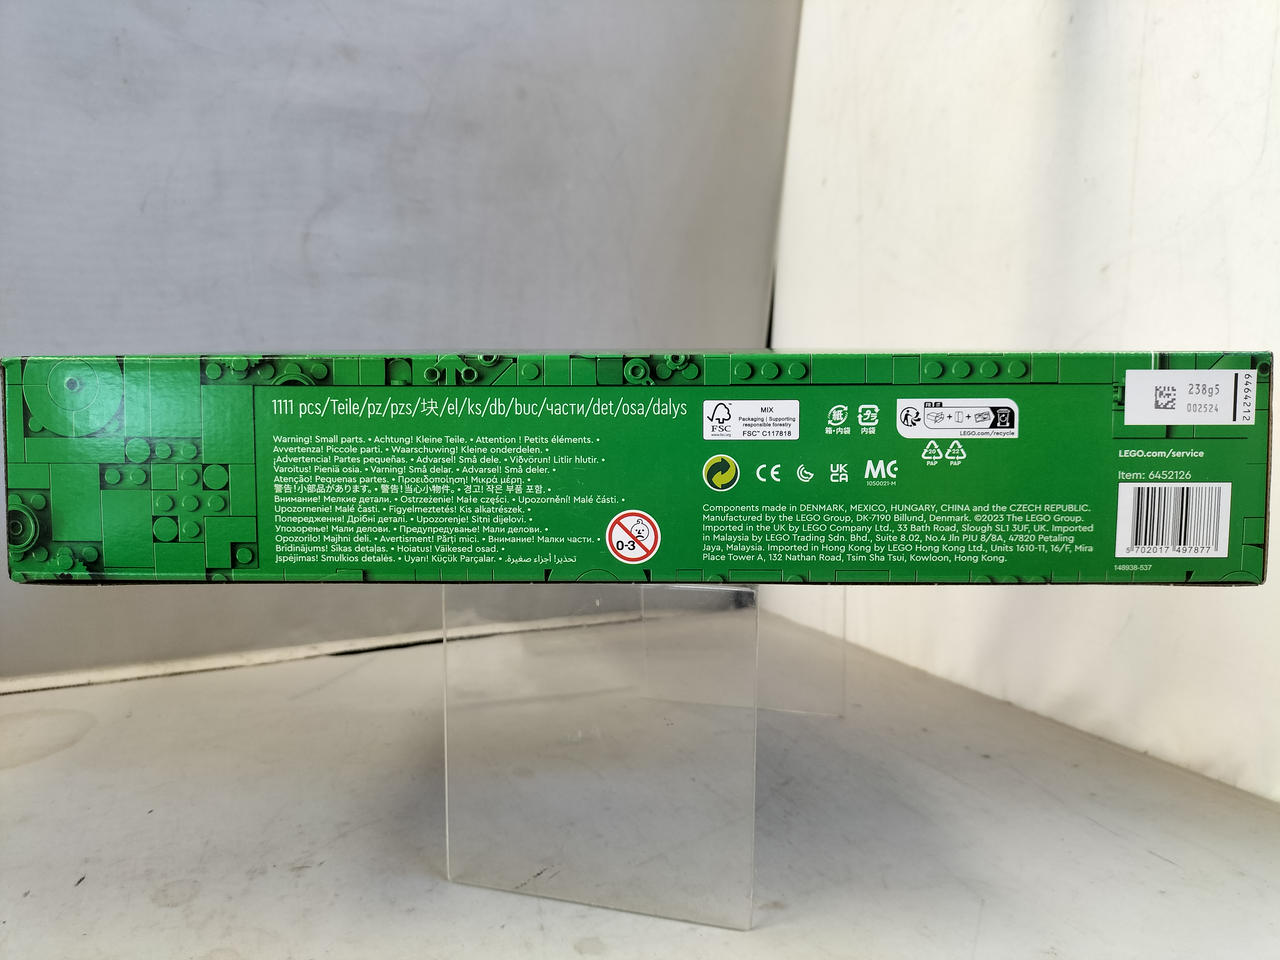 1111 pcs/Teile/pz/pzs/块/el/ks/db/buc/части/det/osa/dalys
Warning! Small parts. • Achtung! Kleine Teile. • Attention ! Petits éléments. •
Avvertenza! Piccole parti. • Waarschuwing! Kleine onderdelen. •
¡Advertencia! Partes pequeñas. • Advarsel! Små dele. • Viðvörun! Litlir hlutir. •
Varoitus! Pieniä osia. • Varning! Små delar. • Advarsel! Små deler. •
Atenção! Pequenas partes. • Προειδοποίηση! Μικρά μέρη. •
警告!小部品があります。• 警告!当心小物件。• 경고! 작은 부품 포함. •
Внимание! Мелкие детали. • Ostrzeżenie! Małe części. • Upozornění! Malé části. •
Upozornenie! Malé časti. • Figyelmeztetés! Kis alkatrészek. •
Попередження! Дрібні деталі. • Upozorenje! Sitni dijelovi. •
Упозорење! Мали делови. • Предупредување! Мали делови. •
Opozorilo! Majhni deli. • Avertisment! Părți mici. • Внимание! Малки части. •
Brīdinājums! Sīkas detaļas. • Hoiatus! Väikesed osad. •
Įspėjimas! Smulkios detalės. • Uyarı! Küçük Parçalar. • تحذير! أجزاء صغيرة.
0-3
FSC
www.fsc.org
MIX
Packaging | Supporting
responsible forestry
FSC™ C117818
紙
箱・内袋
プラ
内袋
LEGO.com/recycle
20
PAP
22
PAP
CE
UK
CA
MC
1050021-M
Components made in DENMARK, MEXICO, HUNGARY, CHINA and the CZECH REPUBLIC.
Manufactured by the LEGO Group, DK-7190 Billund, Denmark. ©2023 The LEGO Group.
Imported in the UK by LEGO Company Ltd., 33 Bath Road, Slough SL1 3UF, UK. Imported
in Malaysia by LEGO Trading Sdn. Bhd., Suite 8.02, No.4 Jln PJU 8/8A, 47820 Petaling
Jaya, Malaysia. Imported in Hong Kong by LEGO Hong Kong Ltd., Units 1610-11, 16/F, Mira
Place Tower A, 132 Nathan Road, Tsim Sha Tsui, Kowloon, Hong Kong.
238g5
002524
6464212
LEGO.com/service
Item: 6452126
5 702017 497877
148938-537